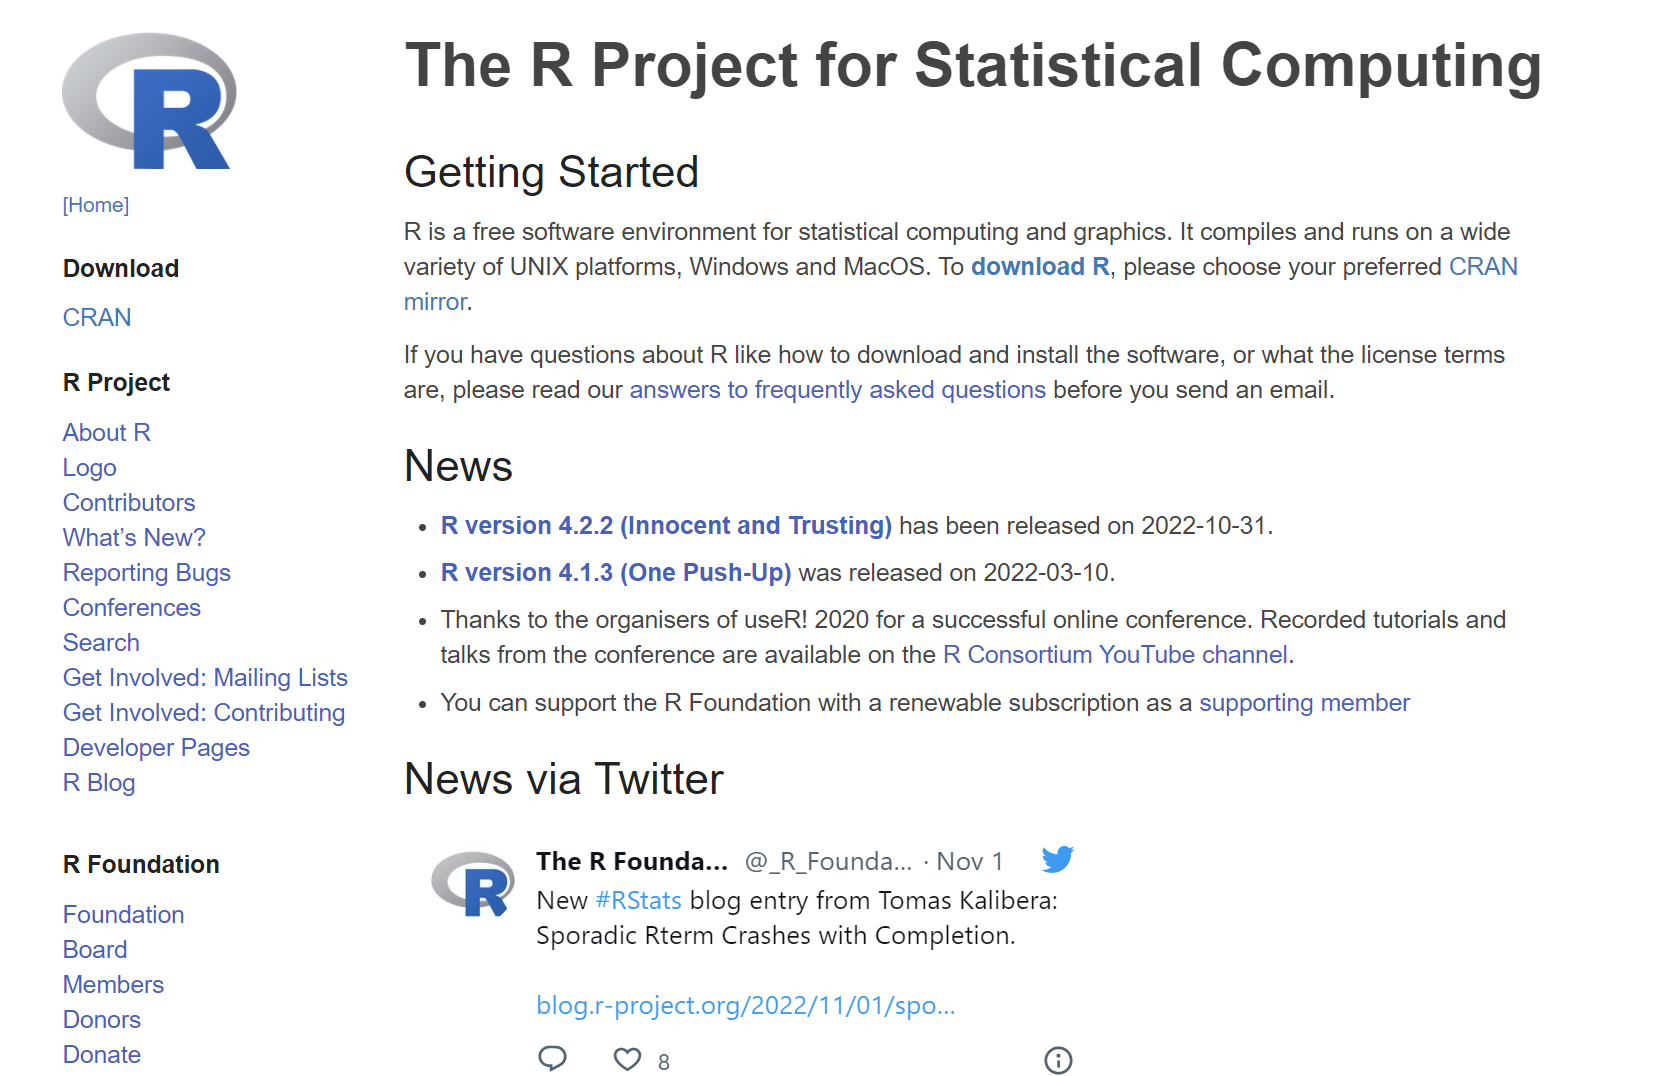 R
[Home]
Download
CRAN
R Project
About R
Logo
Contributors
What’s New?
Reporting Bugs
Conferences
Search
Get Involved: Mailing Lists
Get Involved: Contributing
Developer Pages
R Blog
R Foundation
Foundation
Board
Members
Donors
Donate
The R Project for Statistical Computing
Getting Started
R is a free software environment for statistical computing and graphics. It compiles and runs on a wide
variety of UNIX platforms, Windows and MacOS. To download R, please choose your preferred CRAN
mirror.
If you have questions about R like how to download and install the software, or what the license terms
are, please read our answers to frequently asked questions before you send an email.
News
• R version 4.2.2 (Innocent and Trusting) has been released on 2022-10-31.
• R version 4.1.3 (One Push-Up) was released on 2022-03-10.
• Thanks to the organisers of useR! 2020 for a successful online conference. Recorded tutorials and
talks from the conference are available on the R Consortium YouTube channel.
• You can support the R Foundation with a renewable subscription as a supporting member
News via Twitter
R
The R Founda... @_R_Founda... · Nov 1
New #RStats blog entry from Tomas Kalibera:
Sporadic Rterm Crashes with Completion.
blog.r-project.org/2022/11/01/spo...
8